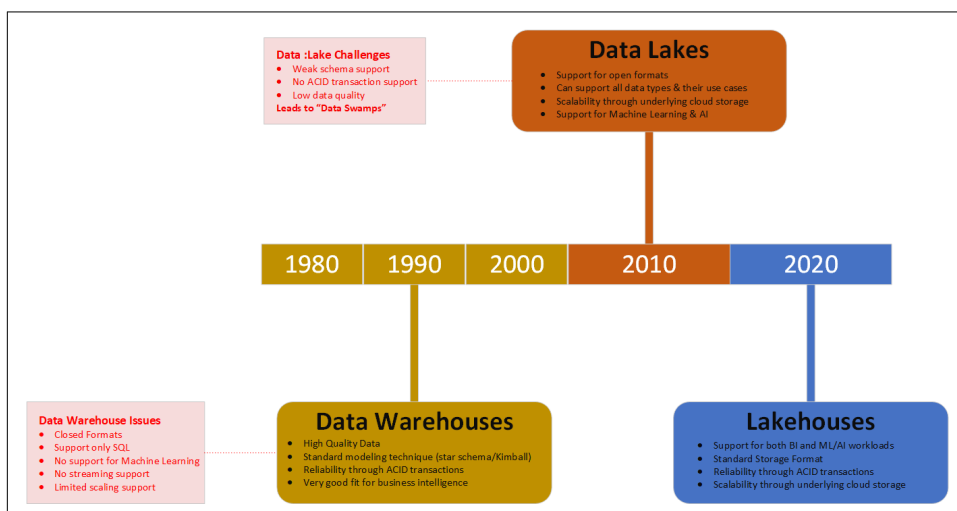 Data :Lake Challenges
• Weak schema support
• No ACID transaction support
• Low data quality
Leads to “Data Swamps”
Data Lakes
• Support for open formats
• Can support all data types & their use cases
• Scalability through underlying cloud storage
• Support for Machine Learning & AI
1980 1990 2000 2010 2020
Data Warehouse Issues
• Closed Formats
• Support only SQL
• No support for Machine Learning
• No streaming support
• Limited scaling support
Data Warehouses
• High Quality Data
• Standard modeling technique (star schema/Kimball)
• Reliability through ACID transactions
• Very good fit for business intelligence
Lakehouses
• Support for both BI and ML/AI workloads
• Standard Storage Format
• Reliability through ACID transactions
• Scalability through underlying cloud storage